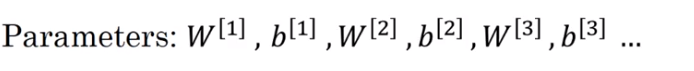 Parameters: W^{[1]} , b^{[1]} , W^{[2]} , b^{[2]} , W^{[3]} , b^{[3]} ...